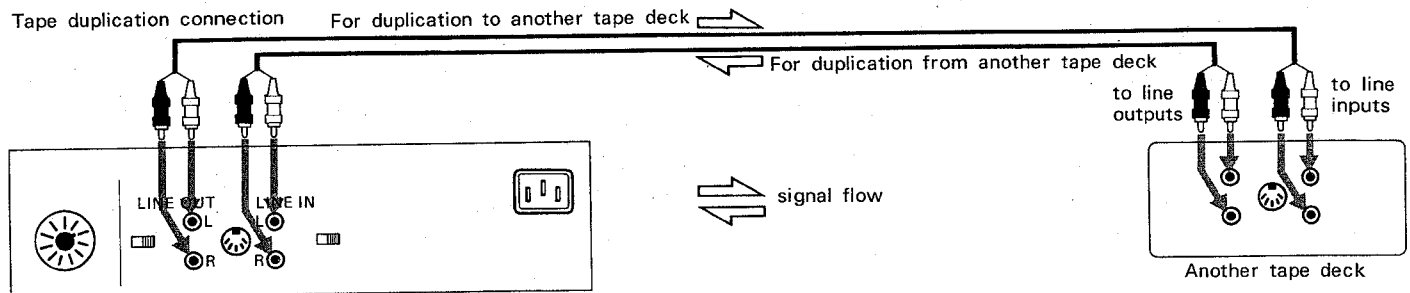 Tape duplication connection
For duplication to another tape deck
For duplication from another tape deck
to line
outputs
to line
inputs
LINE OUT
LINE IN
L
L
R
R
signal flow
Another tape deck